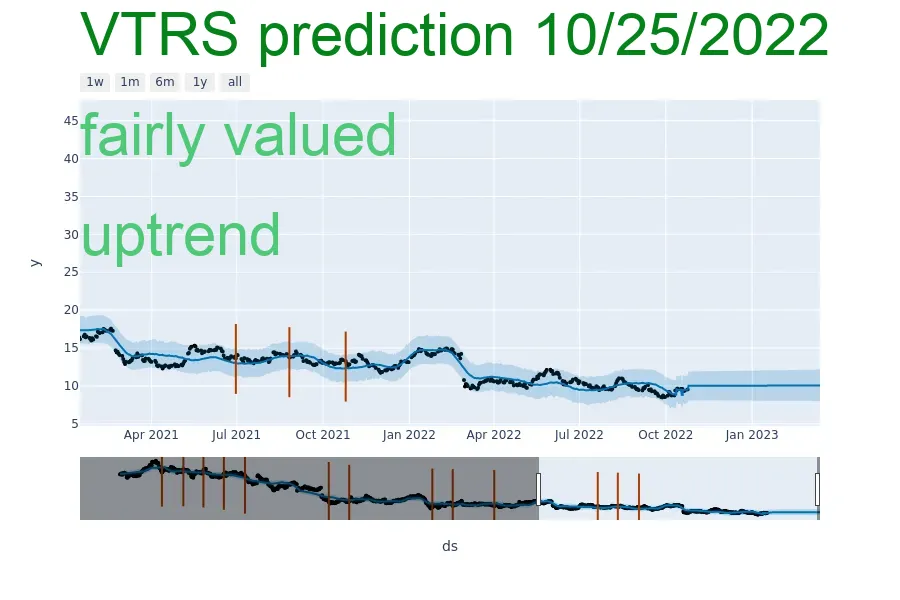 VTRS prediction 10/25/2022
1w 1m 6m 1y all
45
fairly valued
40
35
30
uptrend
25
y
20
15
10
5
Apr 2021 Jul 2021 Oct 2021 Jan 2022 Apr 2022 Jul 2022 Oct 2022 Jan 2023
ds